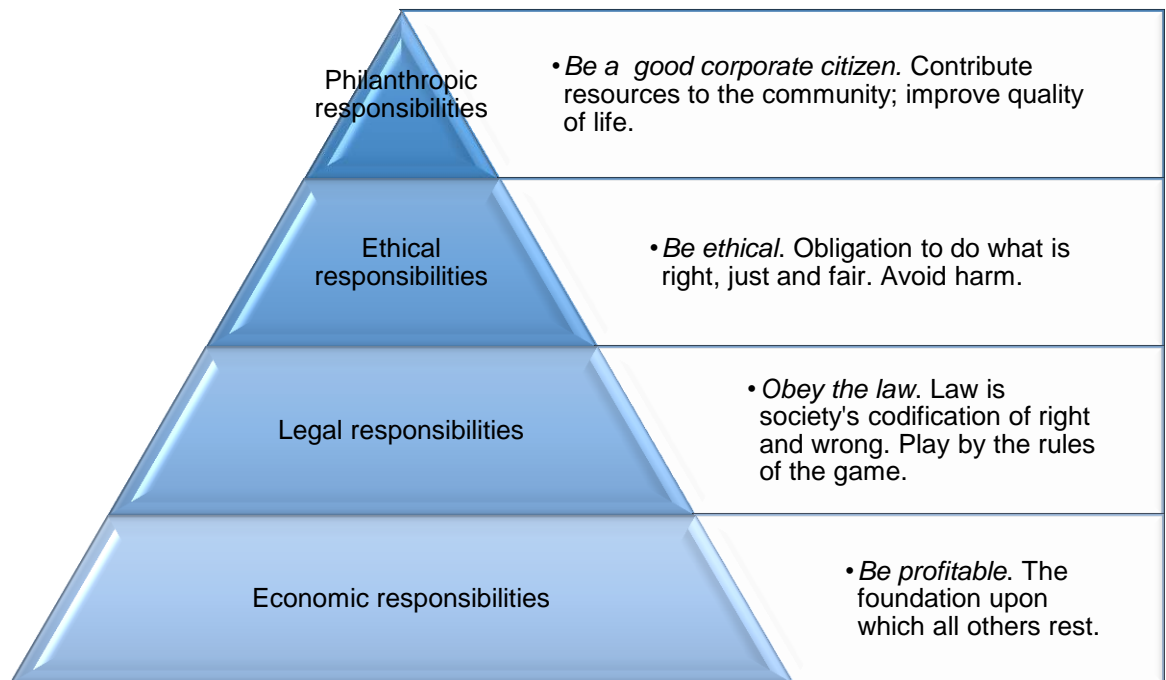 Philanthropic
responsibilities
• Be a  good corporate citizen. Contribute
resources to the community; improve quality
of life.
Ethical
responsibilities
• Be ethical. Obligation to do what is
right, just and fair. Avoid harm.
Legal responsibilities
• Obey the law. Law is
society's codification of right
and wrong. Play by the rules
of the game.
Economic responsibilities
• Be profitable. The
foundation upon
which all others rest.